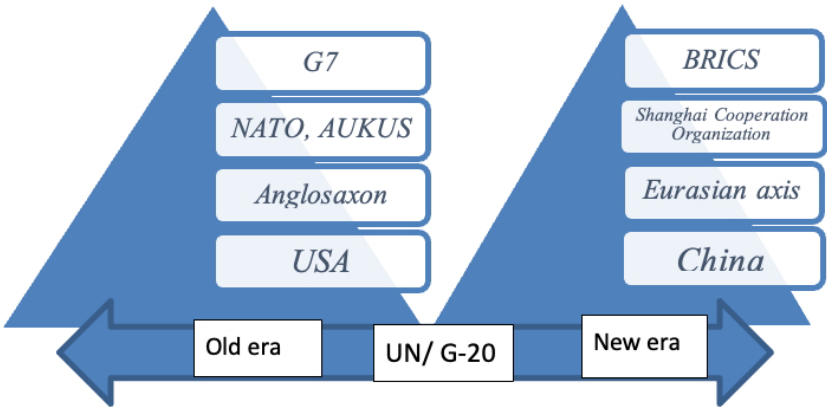 G7
NATO, AUKUS
Anglosaxon
USA
BRICS
Shanghai Cooperation
Organization
Eurasian axis
China
Old era
UN/ G-20
New era